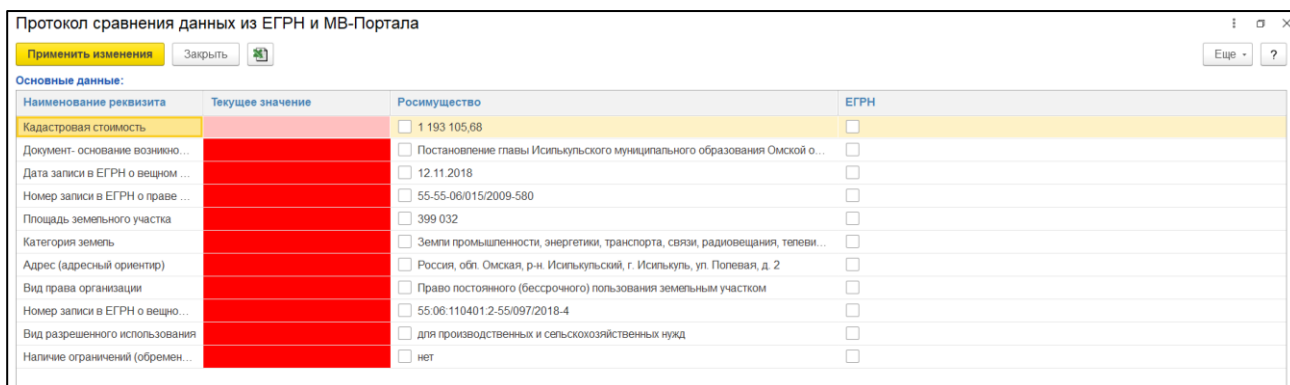 Протокол сравнения данных из ЕГРН и МВ-Портала
Применить изменения Закрыть Еще ?
Основные данные:
Наименование реквизита Текущее значение Росимущество ЕГРН
Кадастровая стоимость 1 193 105,68
Документ- основание возникно... Постановление главы Исилькульского муниципального образования Омской о...
Дата записи в ЕГРН о вещном ... 12.11.2018
Номер записи в ЕГРН о праве ... 55-55-06/015/2009-580
Площадь земельного участка 399 032
Категория земель Земли промышленности, энергетики, транспорта, связи, радиовещания, телеви...
Адрес (адресный ориентир) Россия, обл. Омская, р-н. Исилькульский, г. Исилькуль, ул. Полевая, д. 2
Вид права организации Право постоянного (бессрочного) пользования земельным участком
Номер записи в ЕГРН о вещно... 55:06:110401:2-55/097/2018-4
Вид разрешенного использования для производственных и сельскохозяйственных нужд
Наличие ограничений (обремен... нет